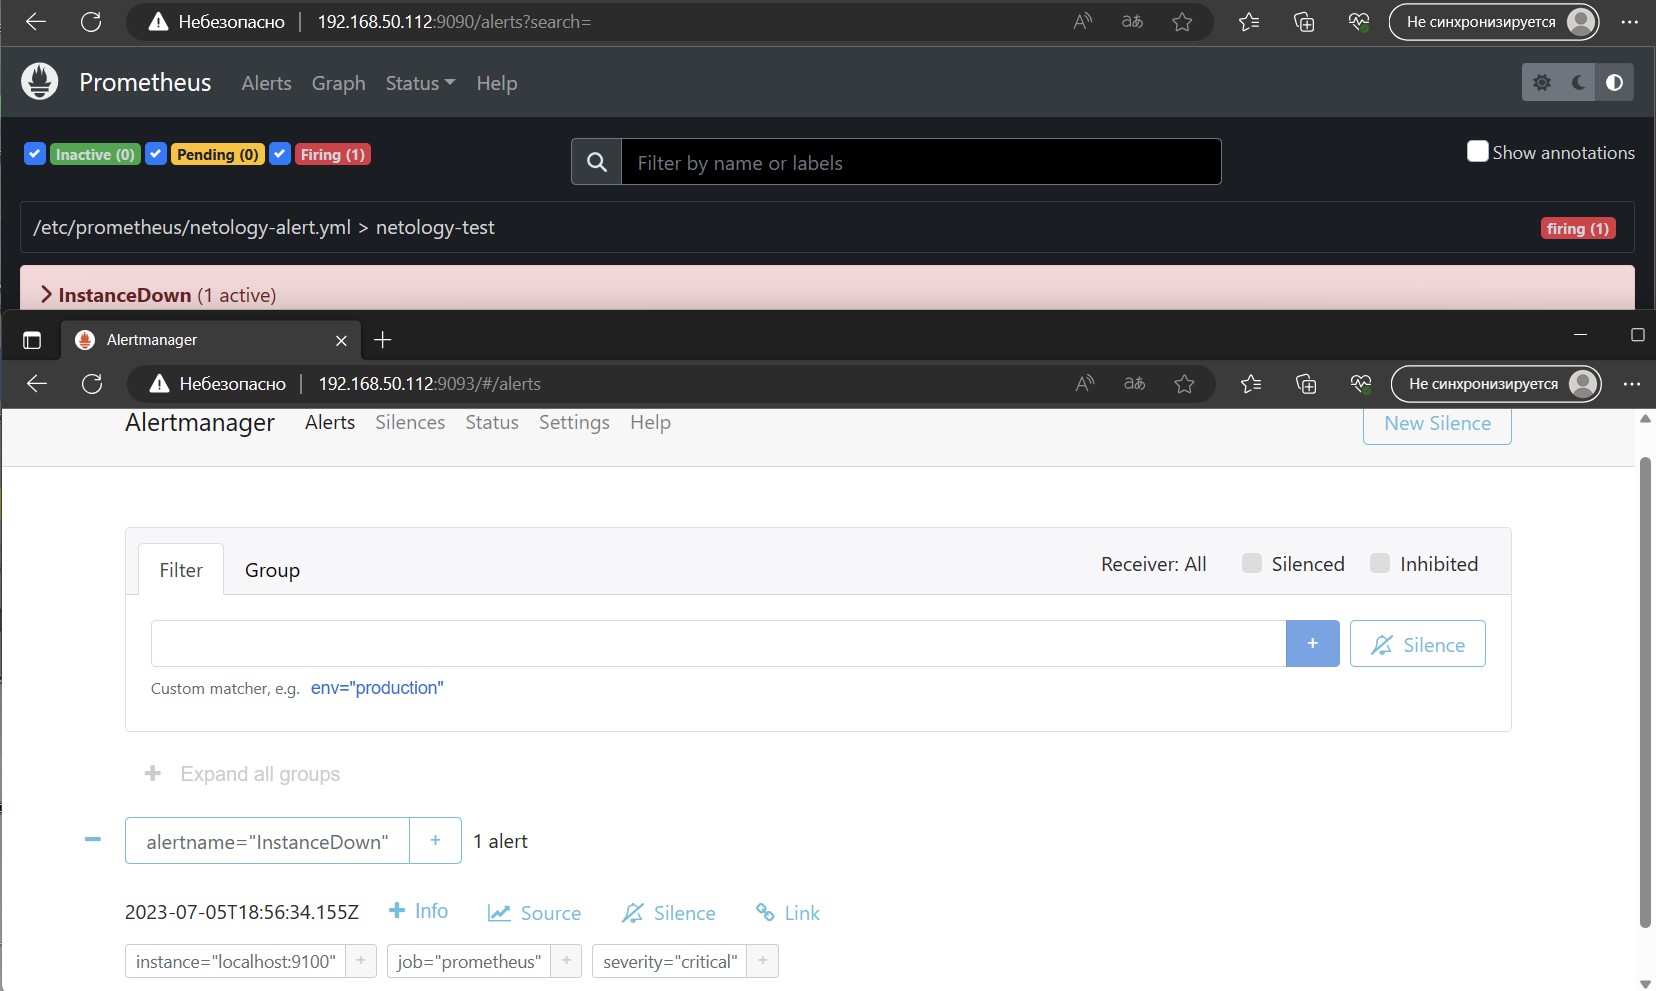 Небезопасно 192.168.50.112:9090/alerts?search= A að Не синхронизируется
Prometheus Alerts Graph Status Help
Inactive (0) Pending (0) Firing (1) Filter by name or labels Show annotations
/etc/prometheus/netology-alert.yml > netology-test firing (1)
InstanceDown (1 active)
Alertmanager
Небезопасно 192.168.50.112:9093/#/alerts A að Не синхронизируется
Alertmanager Alerts Silences Status Settings Help New Silence
Filter Group Receiver: All Silenced Inhibited
+ Silence
Custom matcher, e.g. env="production"
+ Expand all groups
− alertname="InstanceDown" + 1 alert
2023-07-05T18:56:34.155Z + Info Source Silence Link
instance="localhost:9100" + job="prometheus" + severity="critical" +